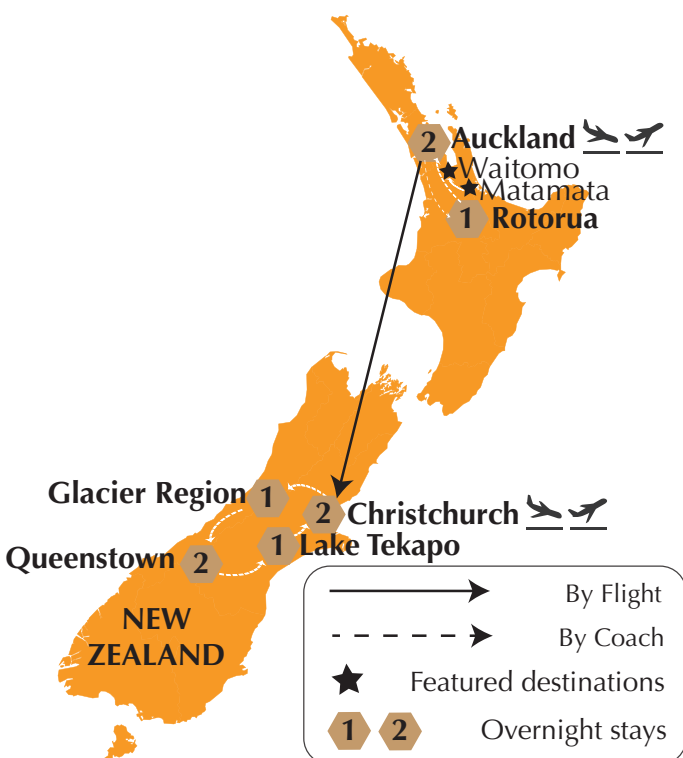 2 Auckland
Waitomo
Matamata
1 Rotorua
Glacier Region 1
2 Christchurch
1 Lake Tekapo
Queenstown 2
NEW
ZEALAND
By Flight
By Coach
Featured destinations
1 2 Overnight stays